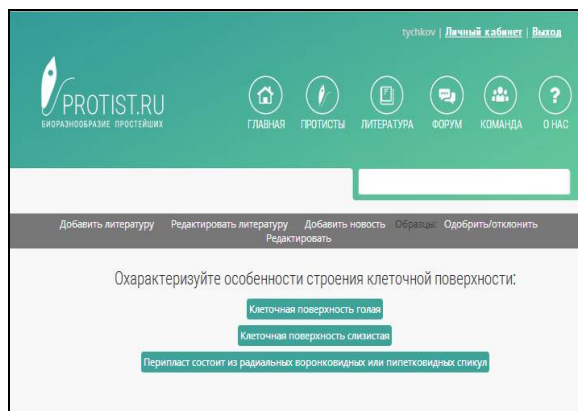 tychkov | Личный кабинет | Выход
PROTIST.RU
БИОРАЗНООБРАЗИЕ ПРОСТЕЙШИХ
ГЛАВНАЯ ПРОТИСТЫ ЛИТЕРАТУРА ФОРУМ КОМАНДА О НАС
Добавить литературу Редактировать литературу Добавить новость Образцы: Одобрить/отклонить
Редактировать
Охарактеризуйте особенности строения клеточной поверхности:
Клеточная поверхность голая
Клеточная поверхность слизистая
Перипласт состоит из радиальных воронковидных или пипетковидных спикул